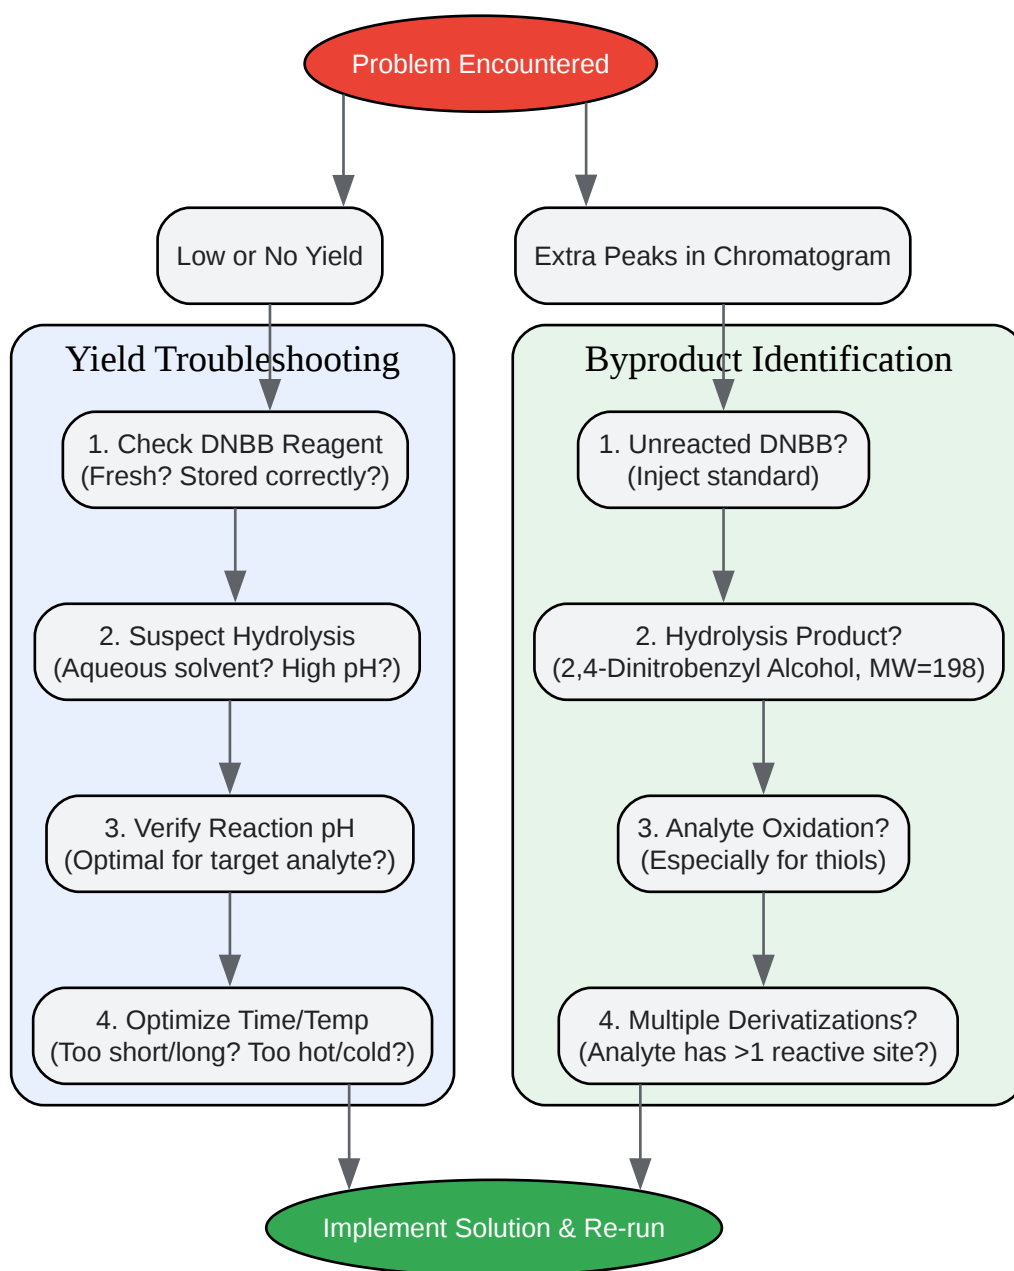 Problem Encountered
Low or No Yield
Extra Peaks in Chromatogram
Yield Troubleshooting
1. Check DNBB Reagent
(Fresh? Stored correctly?)
2. Suspect Hydrolysis
(Aqueous solvent? High pH?)
3. Verify Reaction pH
(Optimal for target analyte?)
4. Optimize Time/Temp
(Too short/long? Too hot/cold?)
Byproduct Identification
1. Unreacted DNBB?
(Inject standard)
2. Hydrolysis Product?
(2,4-Dinitrobenzyl Alcohol, MW=198)
3. Analyte Oxidation?
(Especially for thiols)
4. Multiple Derivatizations?
(Analyte has >1 reactive site?)
Implement Solution & Re-run